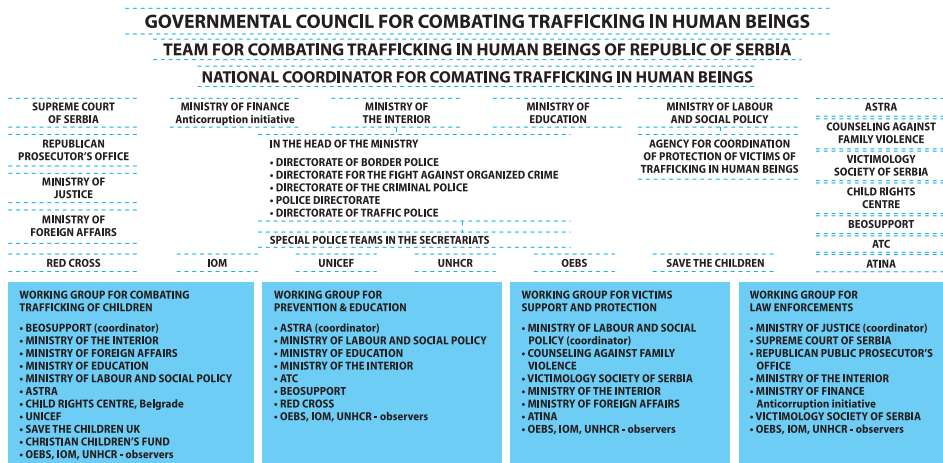 GOVERNMENTAL COUNCIL FOR COMBATING TRAFFICKING IN HUMAN BEINGS
TEAM FOR COMBATING TRAFFICKING IN HUMAN BEINGS OF REPUBLIC OF SERBIA
NATIONAL COORDINATOR FOR COMATING TRAFFICKING IN HUMAN BEINGS
SUPREME COURT
OF SERBIA
REPUBLICAN
PROSECUTOR'S OFFICE
MINISTRY OF
JUSTICE
MINISTRY OF
FOREIGN AFFAIRS
MINISTRY OF FINANCE
Anticorruption initiative
MINISTRY OF
THE INTERIOR
MINISTRY OF
EDUCATION
MINISTRY OF LABOUR
AND SOCIAL POLICY
IN THE HEAD OF THE MINISTRY
• DIRECTORATE OF BORDER POLICE
• DIRECTORATE FOR THE FIGHT AGAINST ORGANIZED CRIME
• DIRECTORATE OF THE CRIMINAL POLICE
• POLICE DIRECTORATE
• DIRECTORATE OF TRAFFIC POLICE
SPECIAL POLICE TEAMS IN THE SECRETARIATS
AGENCY FOR COORDINATION
OF PROTECTION OF VICTIMS OF
TRAFFICKING IN HUMAN BEINGS
ASTRA
COUNSELING AGAINST
FAMILY VIOLENCE
VICTIMOLOGY
SOCIETY OF SERBIA
CHILD RIGHTS
CENTRE
BEOSUPPORT
ATC
ATINA
RED CROSS
IOM
UNICEF
UNHCR
OEBS
SAVE THE CHILDREN
WORKING GROUP FOR COMBATING
TRAFFICKING OF CHILDREN
• BEOSUPPORT (coordinator)
• MINISTRY OF THE INTERIOR
• MINISTRY OF FOREIGN AFFAIRS
• MINISTRY OF EDUCATION
• MINISTRY OF LABOUR AND SOCIAL POLICY
• ASTRA
• CHILD RIGHTS CENTRE, Belgrade
• UNICEF
• SAVE THE CHILDREN UK
• CHRISTIAN CHILDREN'S FUND
• OEBS, IOM, UNHCR - observers
WORKING GROUP FOR
PREVENTION & EDUCATION
• ASTRA (coordinator)
• MINISTRY OF LABOUR AND SOCIAL POLICY
• MINISTRY OF EDUCATION
• MINISTRY OF THE INTERIOR
• ATC
• BEOSUPPORT
• RED CROSS
• OEBS, IOM, UNHCR - observers
WORKING GROUP FOR VICTIMS
SUPPORT AND PROTECTION
• MINISTRY OF LABOUR AND SOCIAL
POLICY (coordinator)
• COUNSELING AGAINST FAMILY
VIOLENCE
• VICTIMOLOGY SOCIETY OF SERBIA
• MINISTRY OF THE INTERIOR
• MINISTRY OF FOREIGN AFFAIRS
• ATINA
• OEBS, IOM, UNHCR - observers
WORKING GROUP FOR
LAW ENFORCEMENTS
• MINISTRY OF JUSTICE (coordinator)
• SUPREME COURT OF SERBIA
• REPUBLICAN PUBLIC PROSECUTOR'S
OFFICE
• MINISTRY OF THE INTERIOR
• MINISTRY OF FINANCE
Anticorruption initiative
• VICTIMOLOGY SOCIETY OF SERBIA
• OEBS, IOM, UNHCR - observers